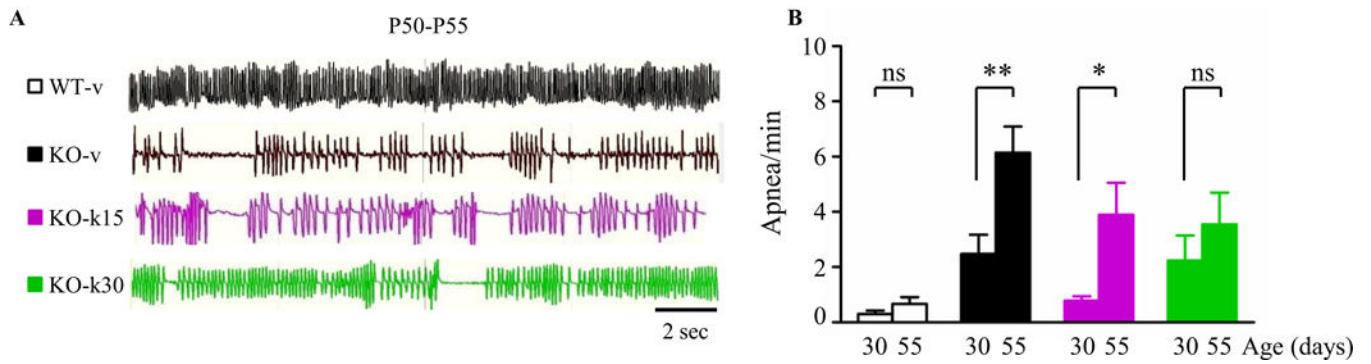 A
P50-P55
WT-v
KO-v
KO-k15
KO-k30
2 sec
B
Apnea/min
10
8
6
4
2
0
ns
**
*
ns
30 55 30 55 30 55 30 55 Age (days)